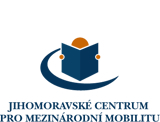 JIHOMORAVSKÉ CENTRUM
PRO MEZINÁRODNÍ MOBILITU